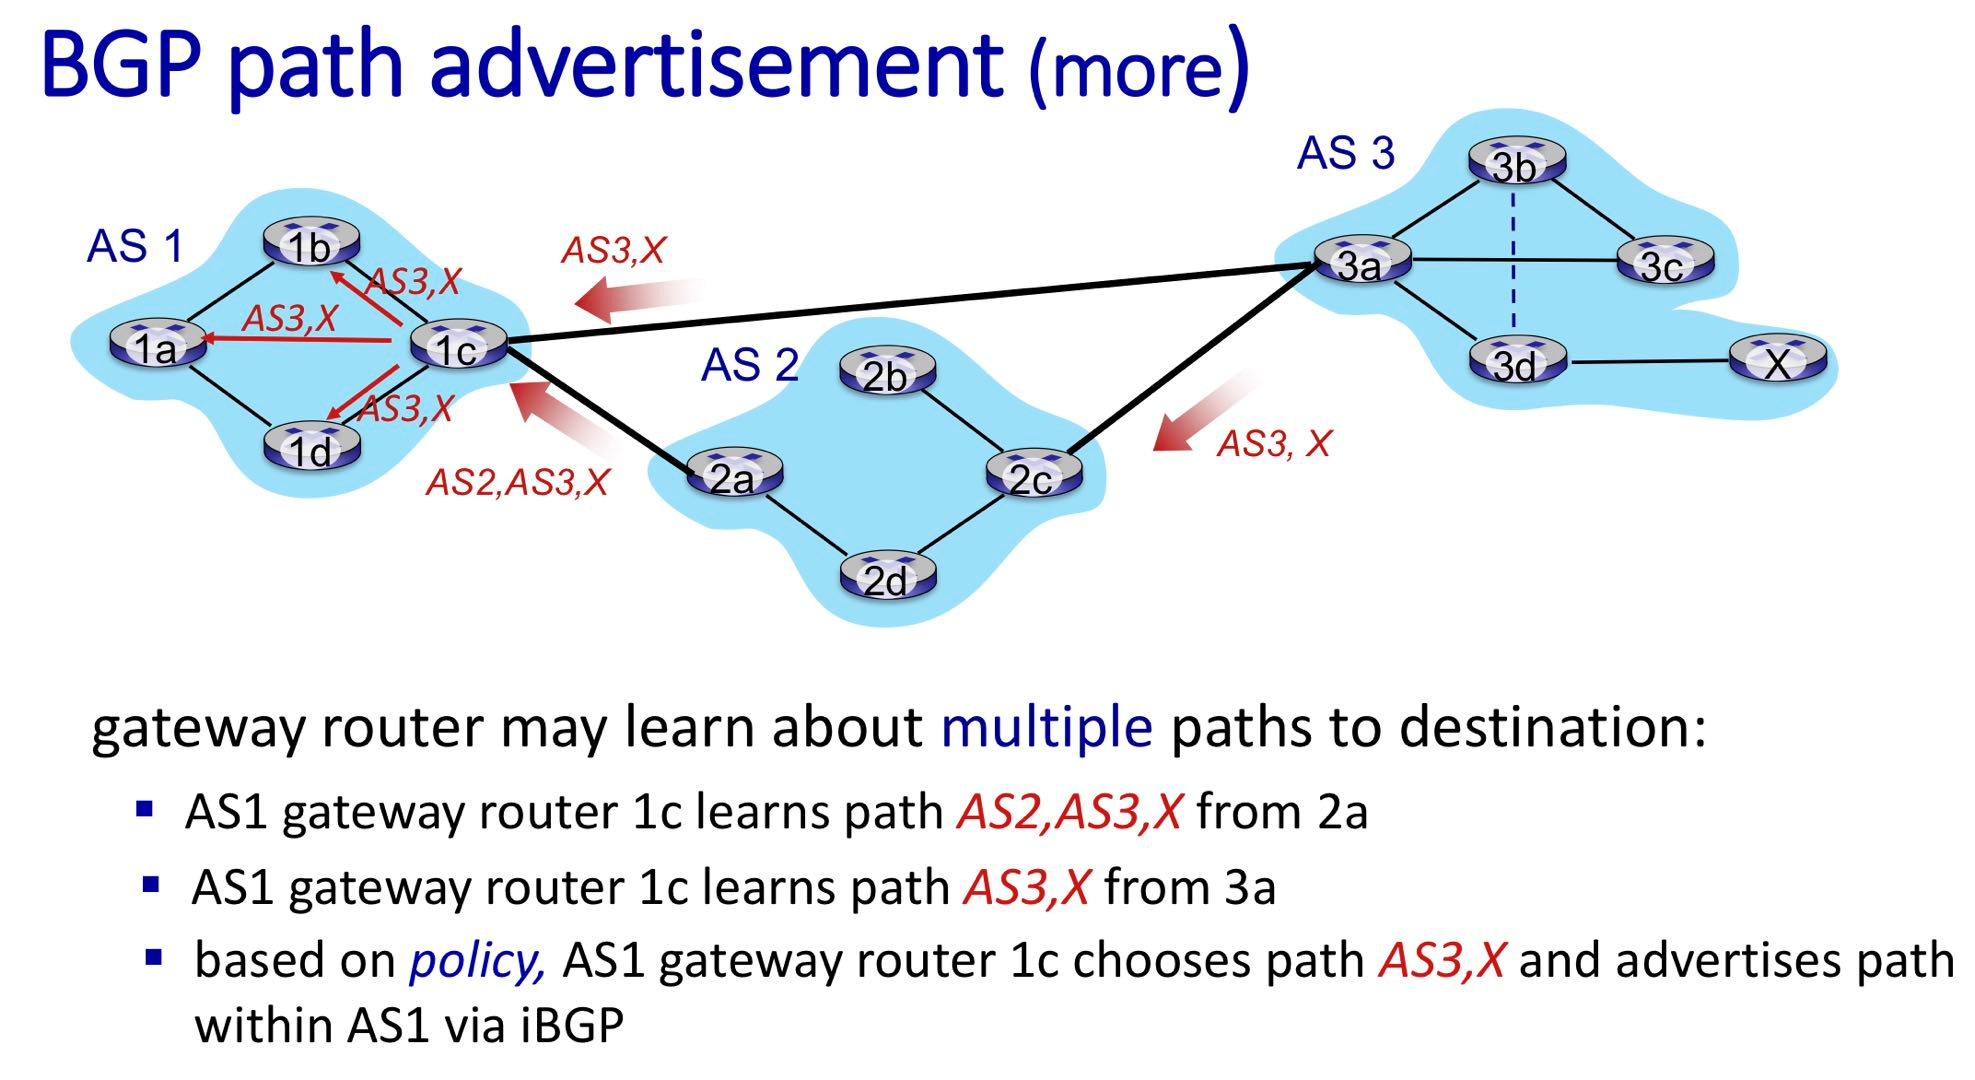 BGP path advertisement (more)
AS 3
3b
AS 1
1b
AS3,X
3a
3c
AS3,X
AS3,X
1a
1c
AS 2
2b
3d
X
AS3,X
1d
AS3, X
AS2,AS3,X
2a
2c
2d
gateway router may learn about multiple paths to destination:
▪ AS1 gateway router 1c learns path AS2,AS3,X from 2a
▪ AS1 gateway router 1c learns path AS3,X from 3a
▪ based on policy, AS1 gateway router 1c chooses path AS3,X and advertises path
within AS1 via iBGP